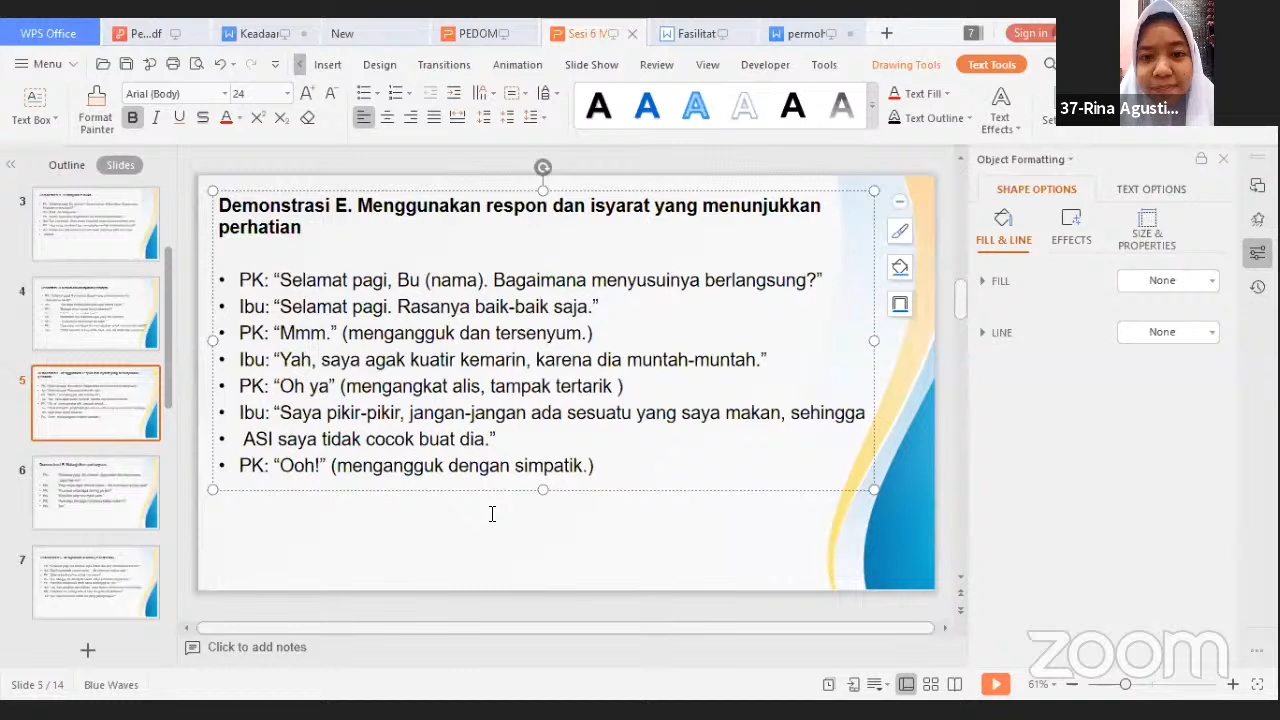 WPS Office
Pe...df
Keadaar
New
PEDOM
Sesi 6 M
Fasilitat
permoh
7
Sign in
37-Rina Agusti...
Menu
Insert
Design
Transitions
Animation
Slide Show
Review
View
Developer
Tools
Drawing Tools
Text Tools
Text Box
Format
Painter
Arial (Body)
24
Text Fill
Text Outline
Text
Effects
Outline
Slides
3
4
5
6
7
Demonstrasi E. Menggunakan respon dan isyarat yang menunjukkan
perhatian
• PK: “Selamat pagi, Bu (nama). Bagaimana menyusuinya berlangsung?”
• Ibu: “Selamat pagi. Rasanya baik-baik saja.”
• PK: “Mmm.” (mengangguk dan tersenyum.)
• Ibu: “Yah, saya agak kuatir kemarin, karena dia muntah-muntah.”
• PK: “Oh ya” (mengangkat alis, tampak tertarik )
• Ibu: “Saya pikir-pikir, jangan-jangan ada sesuatu yang saya makan, sehingga
• ASI saya tidak cocok buat dia.”
• PK: “Ooh!” (mengangguk dengan simpatik.)
Object Formatting
SHAPE OPTIONS
TEXT OPTIONS
FILL & LINE
EFFECTS
SIZE &
PROPERTIES
FILL
None
LINE
None
Click to add notes
zoom
Slide 5 / 14
Blue Waves
61%